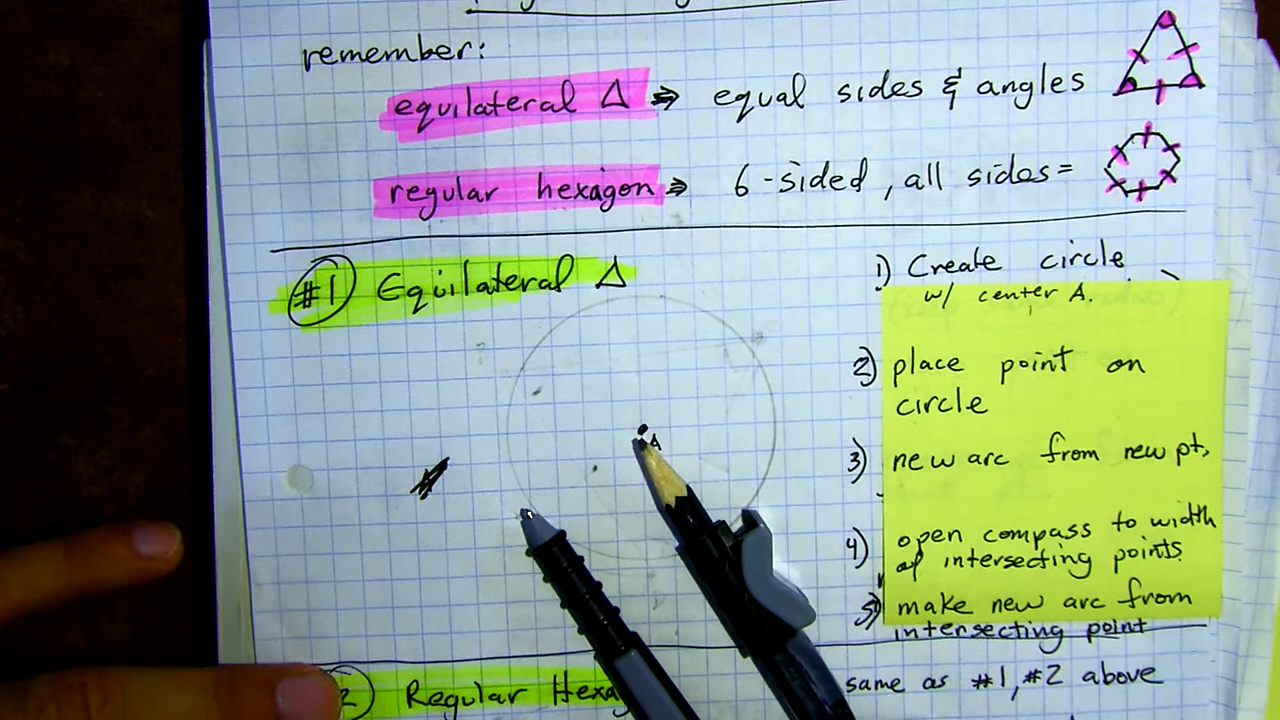 remember:
equilateral Δ ⇒ equal sides & angles
regular hexagon ⇒ 6-sided, all sides =
#1 Equilateral Δ
A
1) Create circle
w/ center A.
2) place point on
circle
3) new arc from new pt.
4) open compass to width
of intersecting points
5) make new arc from
intersecting point
2 Regular Hexa
same as #1, #2 above